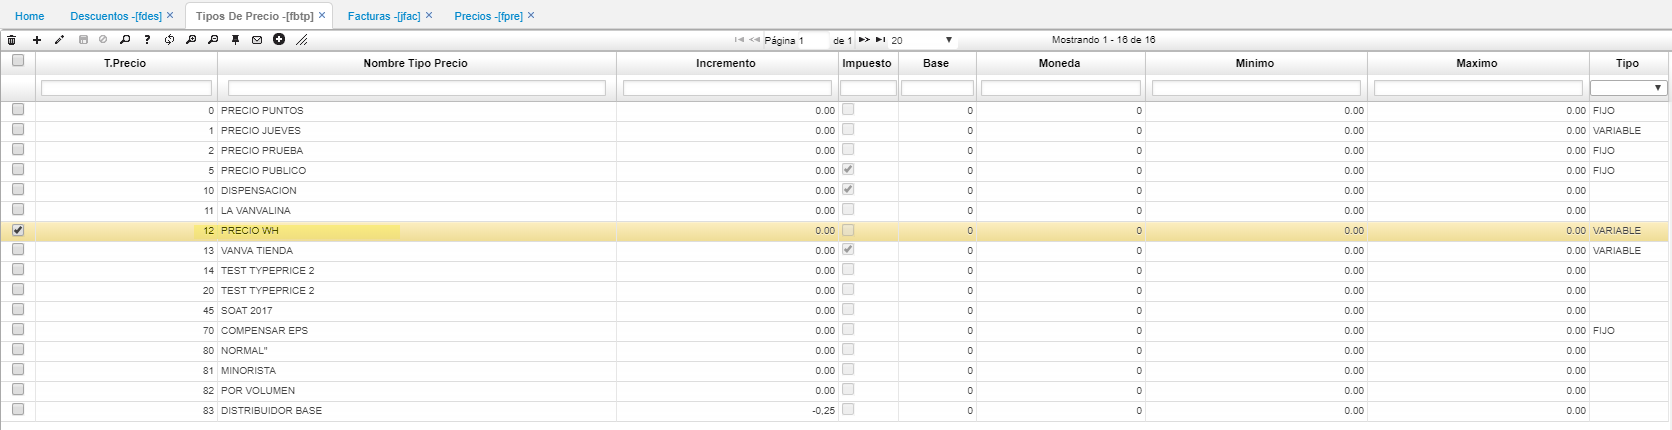 Home Descuentos -[fdes] × Tipos De Precio -[fbtp] × Facturas -[jfac] × Precios -[fpre] ×
Página 1 de 1 20 Mostrando 1 - 16 de 16
T.Precio Nombre Tipo Precio Incremento Impuesto Base Moneda Minimo Maximo Tipo
0 PRECIO PUNTOS 0.00 0 0 0.00 0.00 FIJO
1 PRECIO JUEVES 0.00 0 0 0.00 0.00 VARIABLE
2 PRECIO PRUEBA 0.00 0 0 0.00 0.00 FIJO
5 PRECIO PUBLICO 0.00 0 0 0.00 0.00 FIJO
10 DISPENSACION 0.00 0 0 0.00 0.00
11 LA VANVALINA 0.00 0 0 0.00 0.00
12 PRECIO WH 0.00 0 0 0.00 0.00 VARIABLE
13 VANVA TIENDA 0.00 0 0 0.00 0.00 VARIABLE
14 TEST TYPEPRICE 2 0.00 0 0 0.00 0.00
20 TEST TYPEPRICE 2 0.00 0 0 0.00 0.00
45 SOAT 2017 0.00 0 0 0.00 0.00
70 COMPENSAR EPS 0.00 0 0 0.00 0.00 FIJO
80 NORMAL" 0.00 0 0 0.00 0.00
81 MINORISTA 0.00 0 0 0.00 0.00
82 POR VOLUMEN 0.00 0 0 0.00 0.00
83 DISTRIBUIDOR BASE -0,25 0 0 0.00 0.00